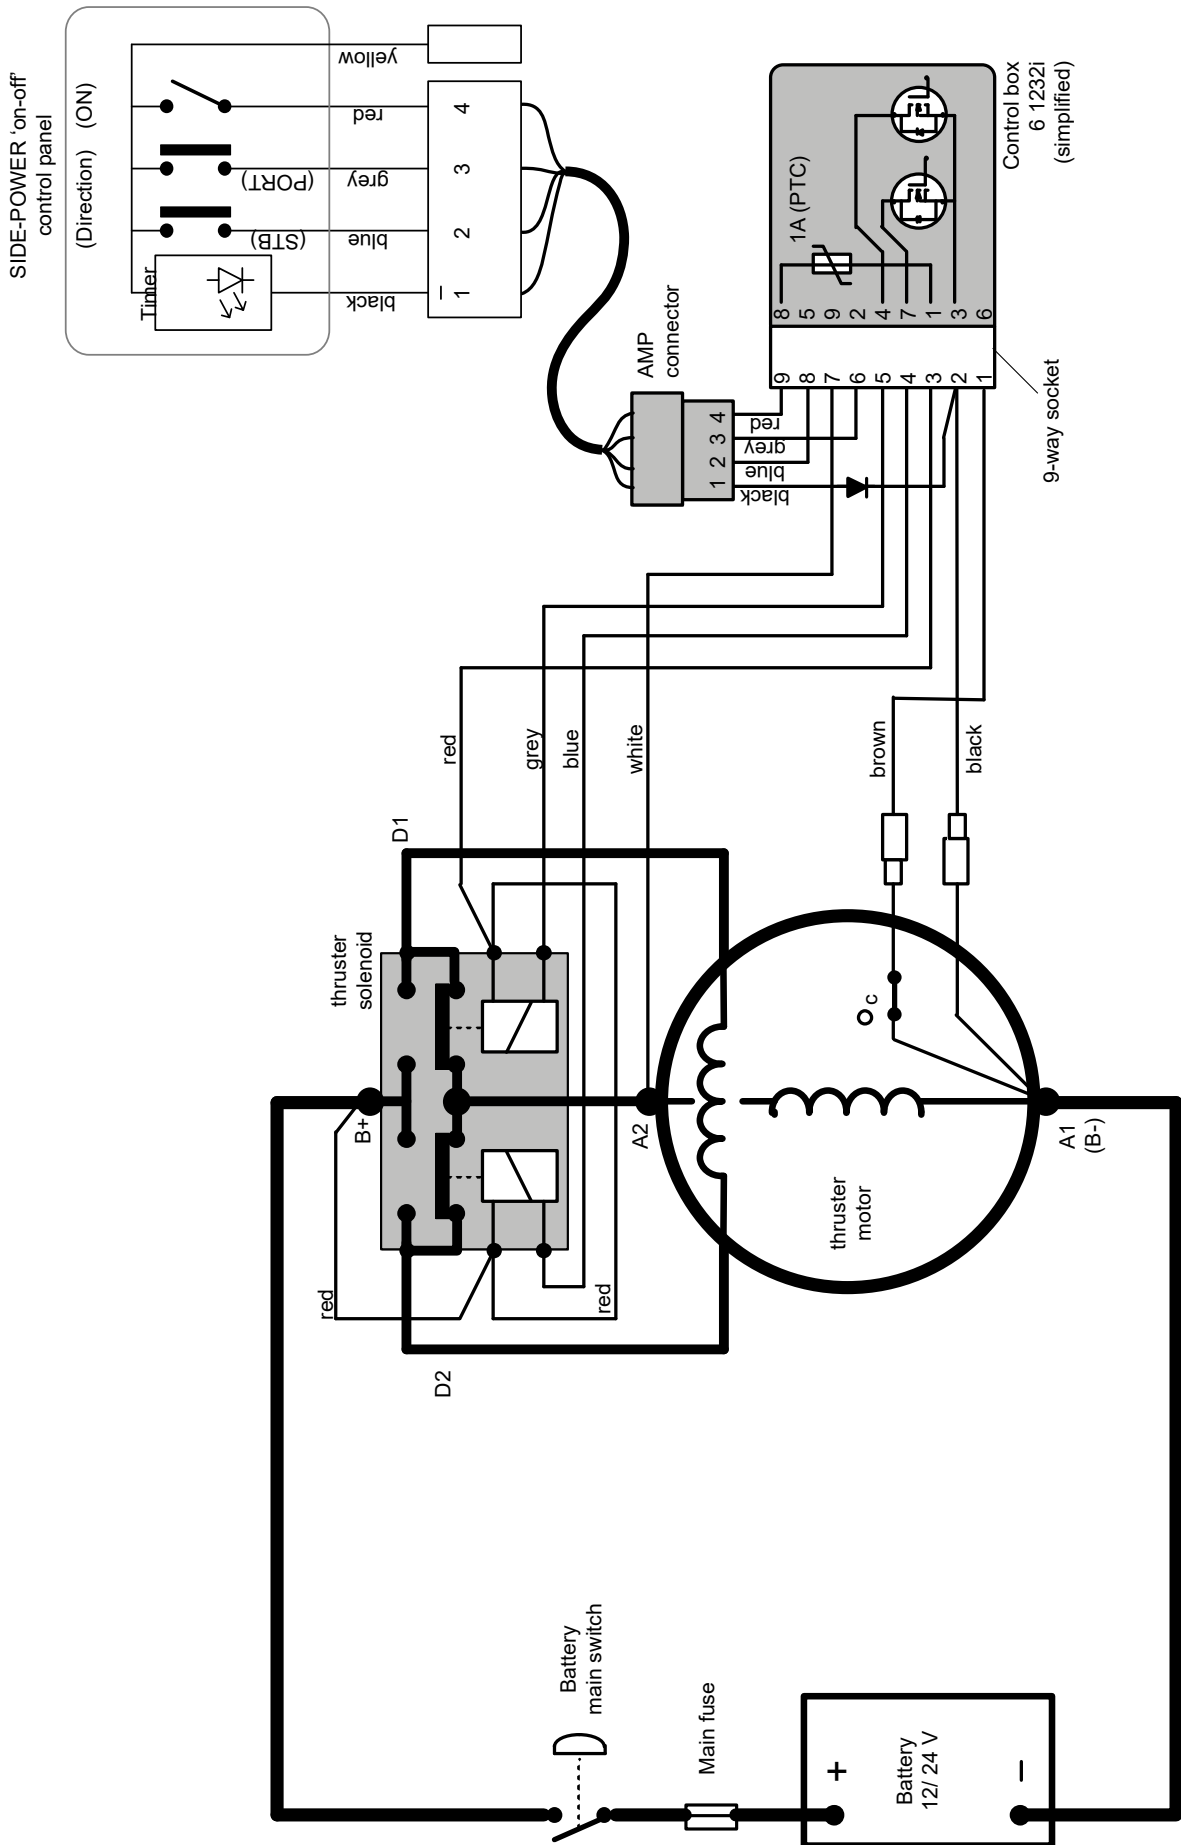 SIDE-POWER 'on-off'
control panel
(Direction)
(ON)
Timer
(STB)
(PORT)
black
blue
grey
red
yellow
–
1
2
3
4
AMP
connector
1
2
3
4
black
blue
grey
red
1A (PTC)
8
5
9
2
4
7
1
3
6
9
8
7
6
5
4
3
2
1
Control box
6 1232i
(simplified)
9-way socket
red
grey
blue
white
brown
black
D1
thruster
solenoid
B+
red
red
D2
A2
°C
thruster
motor
A1
(B-)
Battery
main switch
Main fuse
+
–
Battery
12/ 24 V